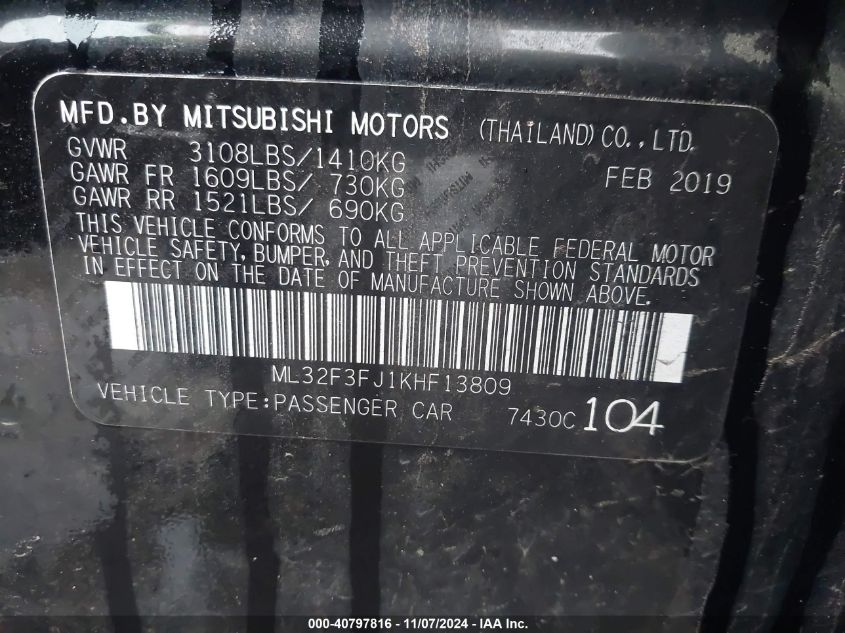 MFD.BY MITSUBISHI MOTORS (THAILAND) CO., LTD.
GVWR 3108LBS/1410KG FEB 2019
GAWR FR 1609LBS/ 730KG
GAWR RR 1521LBS/ 690KG
THIS VEHICLE CONFORMS TO ALL APPLICABLE FEDERAL MOTOR
VEHICLE SAFETY, BUMPER, AND THEFT PREVENTION STANDARDS
IN EFFECT ON THE DATE OF MANUFACTURE SHOWN ABOVE.
ML32F3FJ1KHF13809
VEHICLE TYPE:PASSENGER CAR 7430C 104
000-40797816 - 11/07/2024 - IAA Inc.